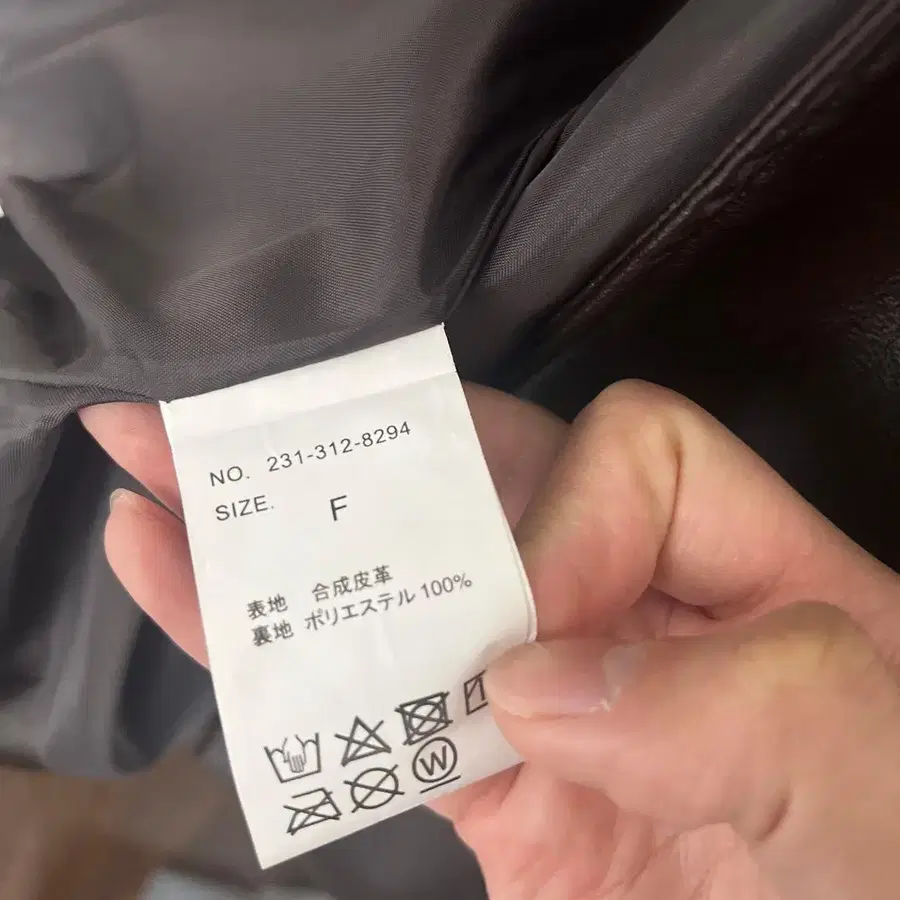 NO. 231-312-8294
SIZE. F
表地 合成皮革
裏地 ポリエステル 100%
W